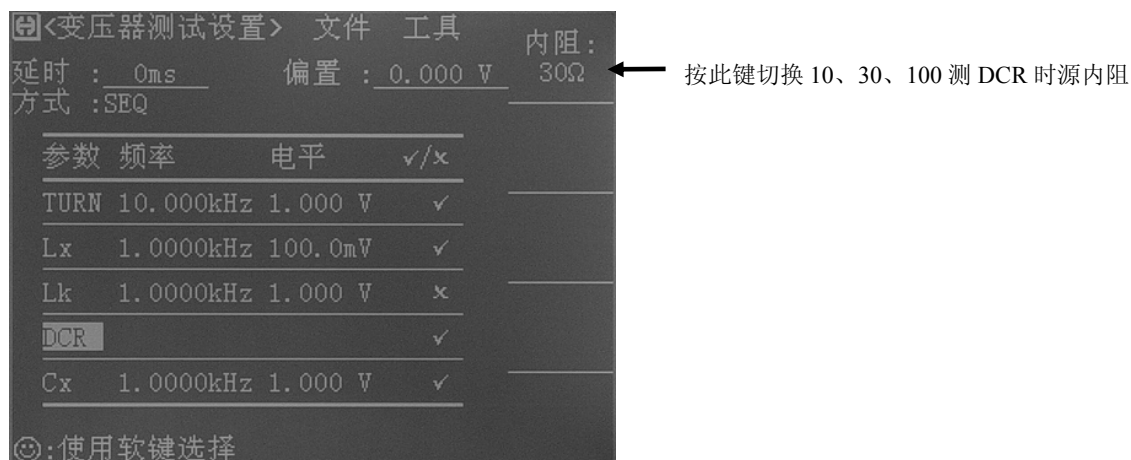 <变压器测试设置> 文件 工具
内阻:
30Ω
按此键切换 10、30、100 测 DCR 时源内阻
延时 : 0ms 偏置 : 0.000 V
方式 :SEQ
参数 频率 电平 ✓/×
TURN 10.000kHz 1.000 V ✓
Lx 1.0000kHz 100.0mV ✓
Lk 1.0000kHz 1.000 V ×
DCR ✓
Cx 1.0000kHz 1.000 V ✓
☺:使用软键选择